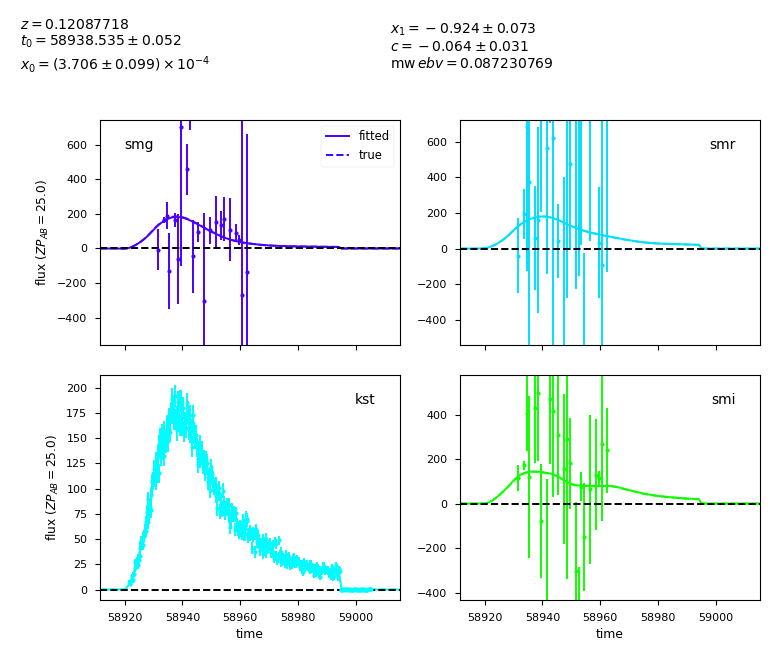 z = 0.12087718
t₀ = 58938.535 ± 0.052
x₀ = (3.706 ± 0.099) × 10⁻⁴
x₁ = −0.924 ± 0.073
c = −0.064 ± 0.031
mw ebv = 0.087230769
smg
fitted
true
600
400
200
0
−200
−400
flux (ZP_AB = 25.0)
smr
600
400
200
0
−200
−400
kst
200
175
150
125
100
75
50
25
0
flux (ZP_AB = 25.0)
58920 58940 58960 58980 59000
time
smi
400
200
0
−200
−400
58920 58940 58960 58980 59000
time